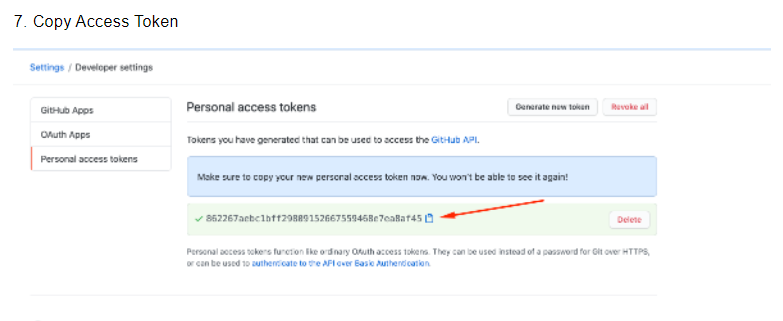 7. Copy Access Token
Settings / Developer settings
GitHub Apps
OAuth Apps
Personal access tokens
Personal access tokens
Generate new token
Revoke all
Tokens you have generated that can be used to access the GitHub API.
Make sure to copy your new personal access token now. You won't be able to see it again!
Delete
Personal access tokens function like ordinary OAuth access tokens. They can be used instead of a password for Git over HTTPS,
or can be used to authenticate to the API over Basic Authentication.